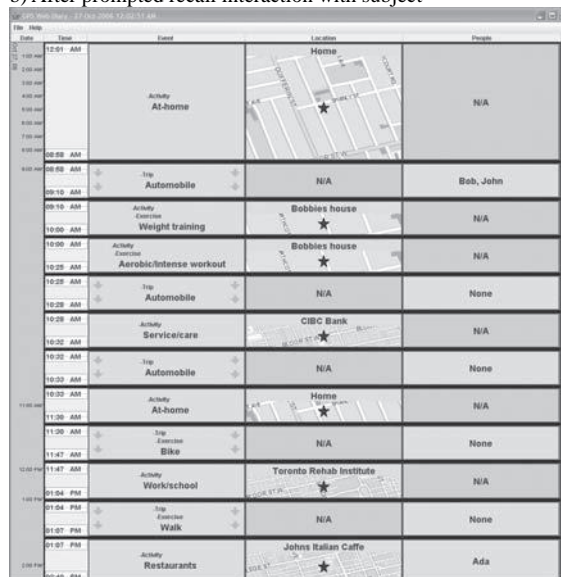 b) After prompted recall interaction with subject
GPS Web Diary - 27 Oct 2006 12:02:51 AM
File Help
Date Time Event Location People
12:01 AM
Home
Activity
At-home
N/A
08:50 AM
08:50 AM
Trip
Automobile
N/A
Bob, John
09:10 AM
09:10 AM
Activity
-Exercise
Weight training
Bobbies house
N/A
10:00 AM
10:00 AM
Activity
-Exercise
Aerobic/Intense workout
Bobbies house
N/A
10:25 AM
10:25 AM
Trip
Automobile
N/A
None
10:28 AM
10:28 AM
Activity
Service/care
CIBC Bank
N/A
10:32 AM
10:32 AM
Trip
Automobile
N/A
None
10:33 AM
10:33 AM
Activity
At-home
Home
N/A
11:30 AM
11:30 AM
Trip
-Exercise
Bike
N/A
None
11:47 AM
11:47 AM
Activity
Work/school
Toronto Rehab Institute
N/A
01:04 PM
01:04 PM
Trip
-Exercise
Walk
N/A
None
01:07 PM
01:07 PM
Activity
Restaurants
Johns Italian Caffe
Ada